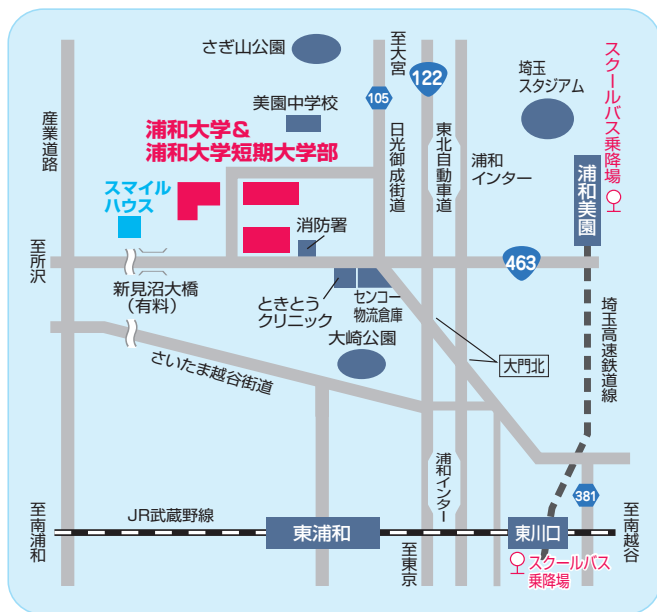 さぎ山公園
至大宮
122
105
埼玉
スタジアム
スクールバス乗降場
産業道路
美園中学校
浦和大学&
浦和大学短期大学部
日光御成街道
東北自動車道
浦和
インター
浦和美園
スマイル
ハウス
消防署
至所沢
463
新見沼大橋
(有料)
ときとう
クリニック
センコー
物流倉庫
大崎公園
さいたま越谷街道
大門北
埼玉高速鉄道線
浦和インター
381
至南浦和
JR武蔵野線
東浦和
至東京
東川口
至南越谷
スクールバス
乗降場